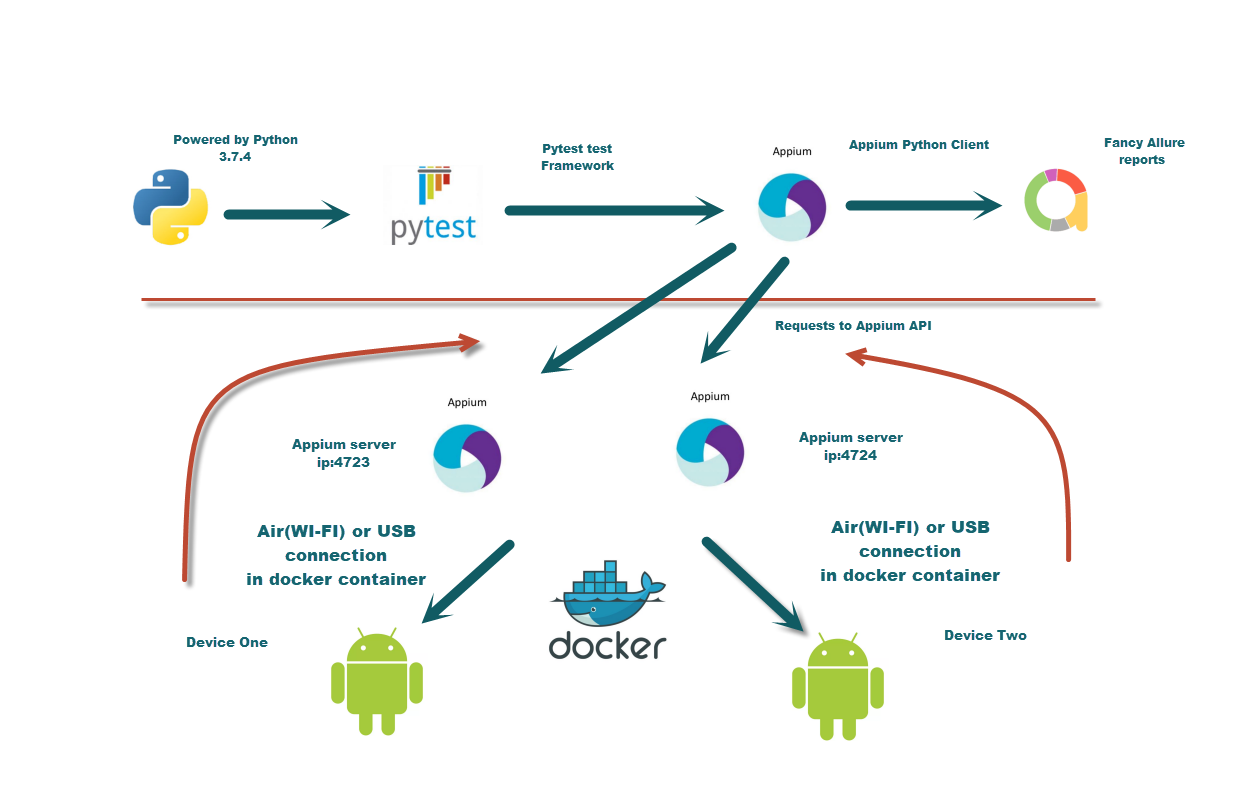 Powered by Python
3.7.4
pytest
Pytest test
Framework
Appium
Appium Python Client
Fancy Allure
reports
Requests to Appium API
Appium
Appium server
ip:4723
Appium
Appium server
ip:4724
Air(WI-FI) or USB
connection
in docker container
Air(WI-FI) or USB
connection
in docker container
docker
Device One
Device Two